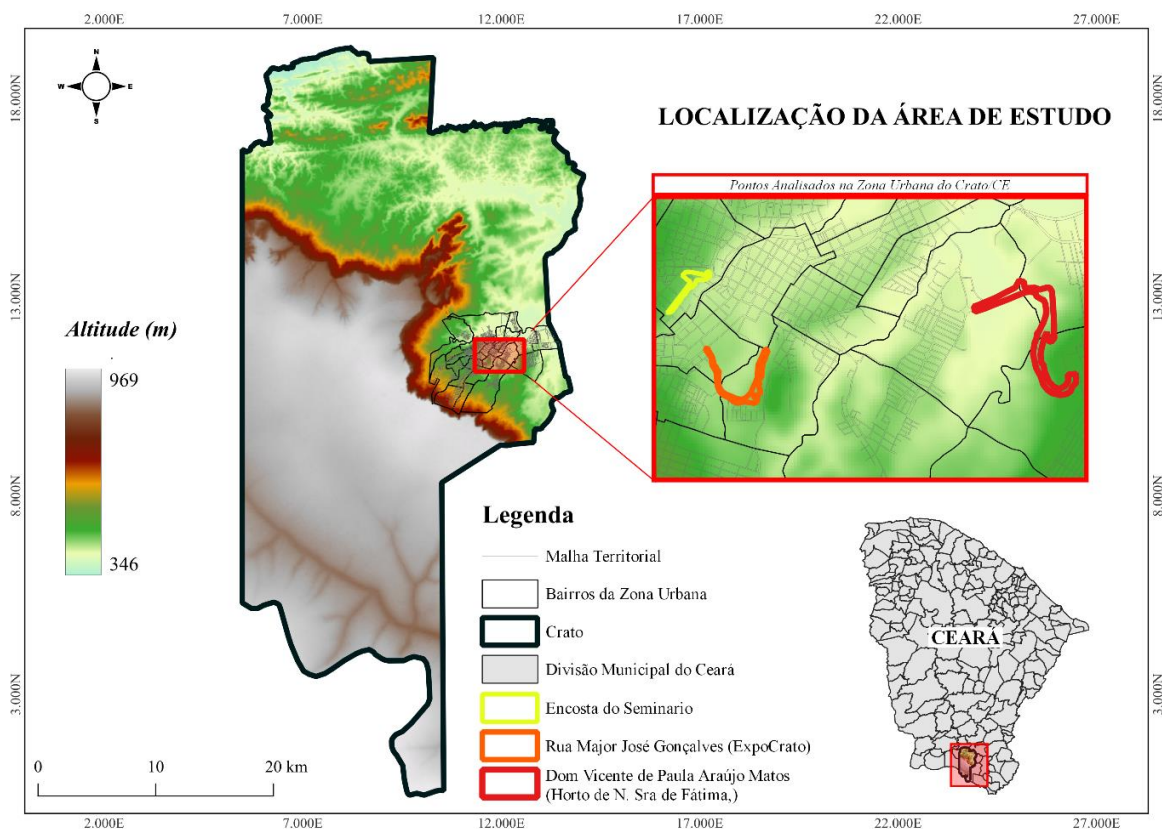 2.000E 7.000E 12.000E 17.000E 22.000E 27.000E
18.000N 18.000N
N
W E
S
LOCALIZAÇÃO DA ÁREA DE ESTUDO
Pontos Analisados na Zona Urbana do Crato/CE
13.000N 13.000N
Altitude (m)
969
346
8.000N 8.000N
Legenda
Malha Territorial
Bairros da Zona Urbana
Crato
Divisão Municipal do Ceará
Encosta do Seminario
Rua Major José Gonçalves (ExpoCrato)
Dom Vicente de Paula Araújo Matos
(Horto de N. Sra de Fátima,)
CEARÁ
3.000N 3.000N
0 10 20 km
2.000E 7.000E 12.000E 17.000E 22.000E 27.000E